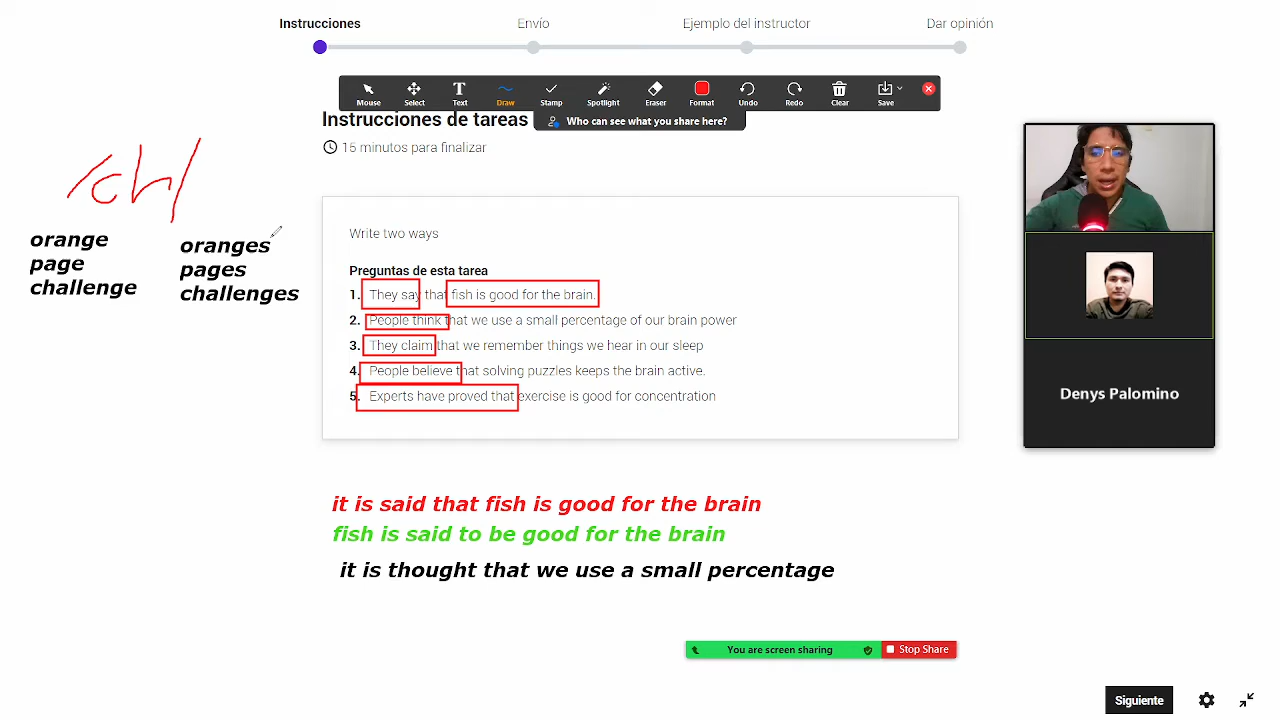 Instrucciones
Envío
Ejemplo del instructor
Dar opinión
Mouse
Select
Text
Draw
Stamp
Spotlight
Eraser
Format
Undo
Redo
Clear
Save
Who can see what you share here?
Instrucciones de tareas
15 minutos para finalizar
/ch/
orange
page
challenge
oranges
pages
challenges
Write two ways
Preguntas de esta tarea
1. They say that fish is good for the brain.
2. People think that we use a small percentage of our brain power
3. They claim that we remember things we hear in our sleep
4. People believe that solving puzzles keeps the brain active.
5. Experts have proved that exercise is good for concentration
Denys Palomino
it is said that fish is good for the brain
fish is said to be good for the brain
it is thought that we use a small percentage
You are screen sharing
Stop Share
Siguiente